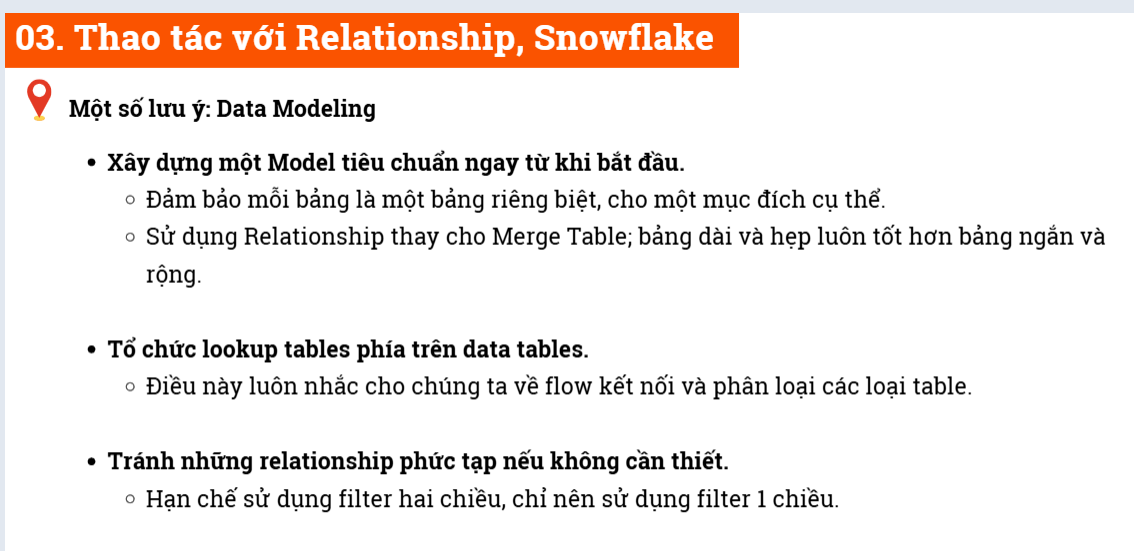 03. Thao tác với Relationship, Snowflake
Một số lưu ý: Data Modeling
• Xây dựng một Model tiêu chuẩn ngay từ khi bắt đầu.
○ Đảm bảo mỗi bảng là một bảng riêng biệt, cho một mục đích cụ thể.
○ Sử dụng Relationship thay cho Merge Table; bảng dài và hẹp luôn tốt hơn bảng ngắn và
rộng.
• Tổ chức lookup tables phía trên data tables.
○ Điều này luôn nhắc cho chúng ta về flow kết nối và phân loại các loại table.
• Tránh những relationship phức tạp nếu không cần thiết.
○ Hạn chế sử dụng filter hai chiều, chỉ nên sử dụng filter 1 chiều.